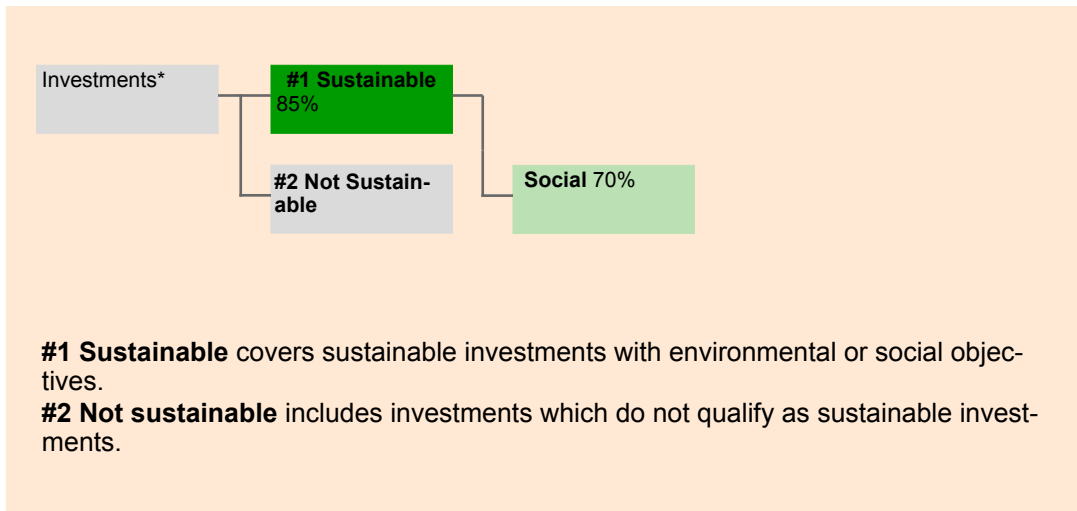 Investments*
#1 Sustainable
85%
#2 Not Sustain-
able
Social 70%
#1 Sustainable covers sustainable investments with environmental or social objec-
tives.
#2 Not sustainable includes investments which do not qualify as sustainable invest-
ments.